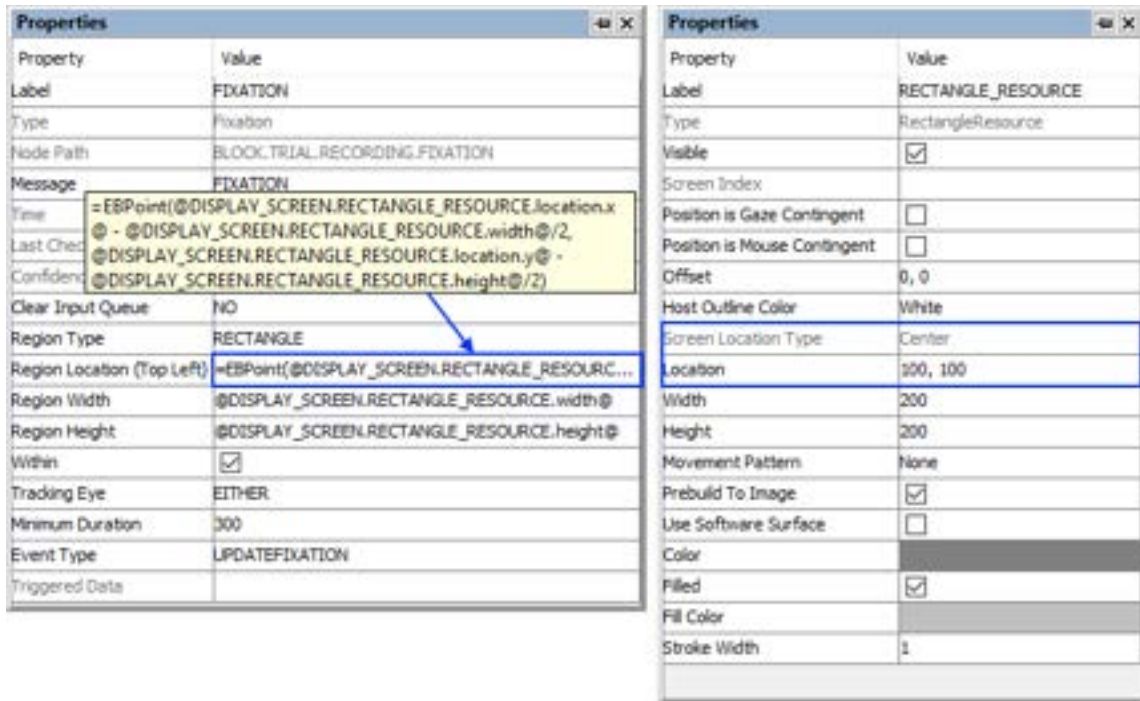 Properties
Property Value
Label FIXATION
Type Fixation
Node Path BLOCK.TRIAL.RECORDING.FIXATION
Message FIXATION
Time
=EBPoint(@DISPLAY_SCREEN.RECTANGLE_RESOURCE.location.x
@ - @DISPLAY_SCREEN.RECTANGLE_RESOURCE.width@/2,
Last Chec
@DISPLAY_SCREEN.RECTANGLE_RESOURCE.location.y@ -
Confidenc
@DISPLAY_SCREEN.RECTANGLE_RESOURCE.height@/2)
Clear Input Queue NO
Region Type RECTANGLE
Region Location (Top Left) =EBPoint(@DISPLAY_SCREEN.RECTANGLE_RESOURC...
Region Width @DISPLAY_SCREEN.RECTANGLE_RESOURCE.width@
Region Height @DISPLAY_SCREEN.RECTANGLE_RESOURCE.height@
Within
Tracking Eye EITHER
Minimum Duration 300
Event Type UPDATEFIXATION
Triggered Data
Properties
Property Value
Label RECTANGLE_RESOURCE
Type RectangleResource
Visible
Screen Index
Position is Gaze Contingent
Position is Mouse Contingent
Offset 0, 0
Host Outline Color White
Screen Location Type Center
Location 100, 100
Width 200
Height 200
Movement Pattern None
Prebuild To Image
Use Software Surface
Color
Filled
Fill Color
Stroke Width 1